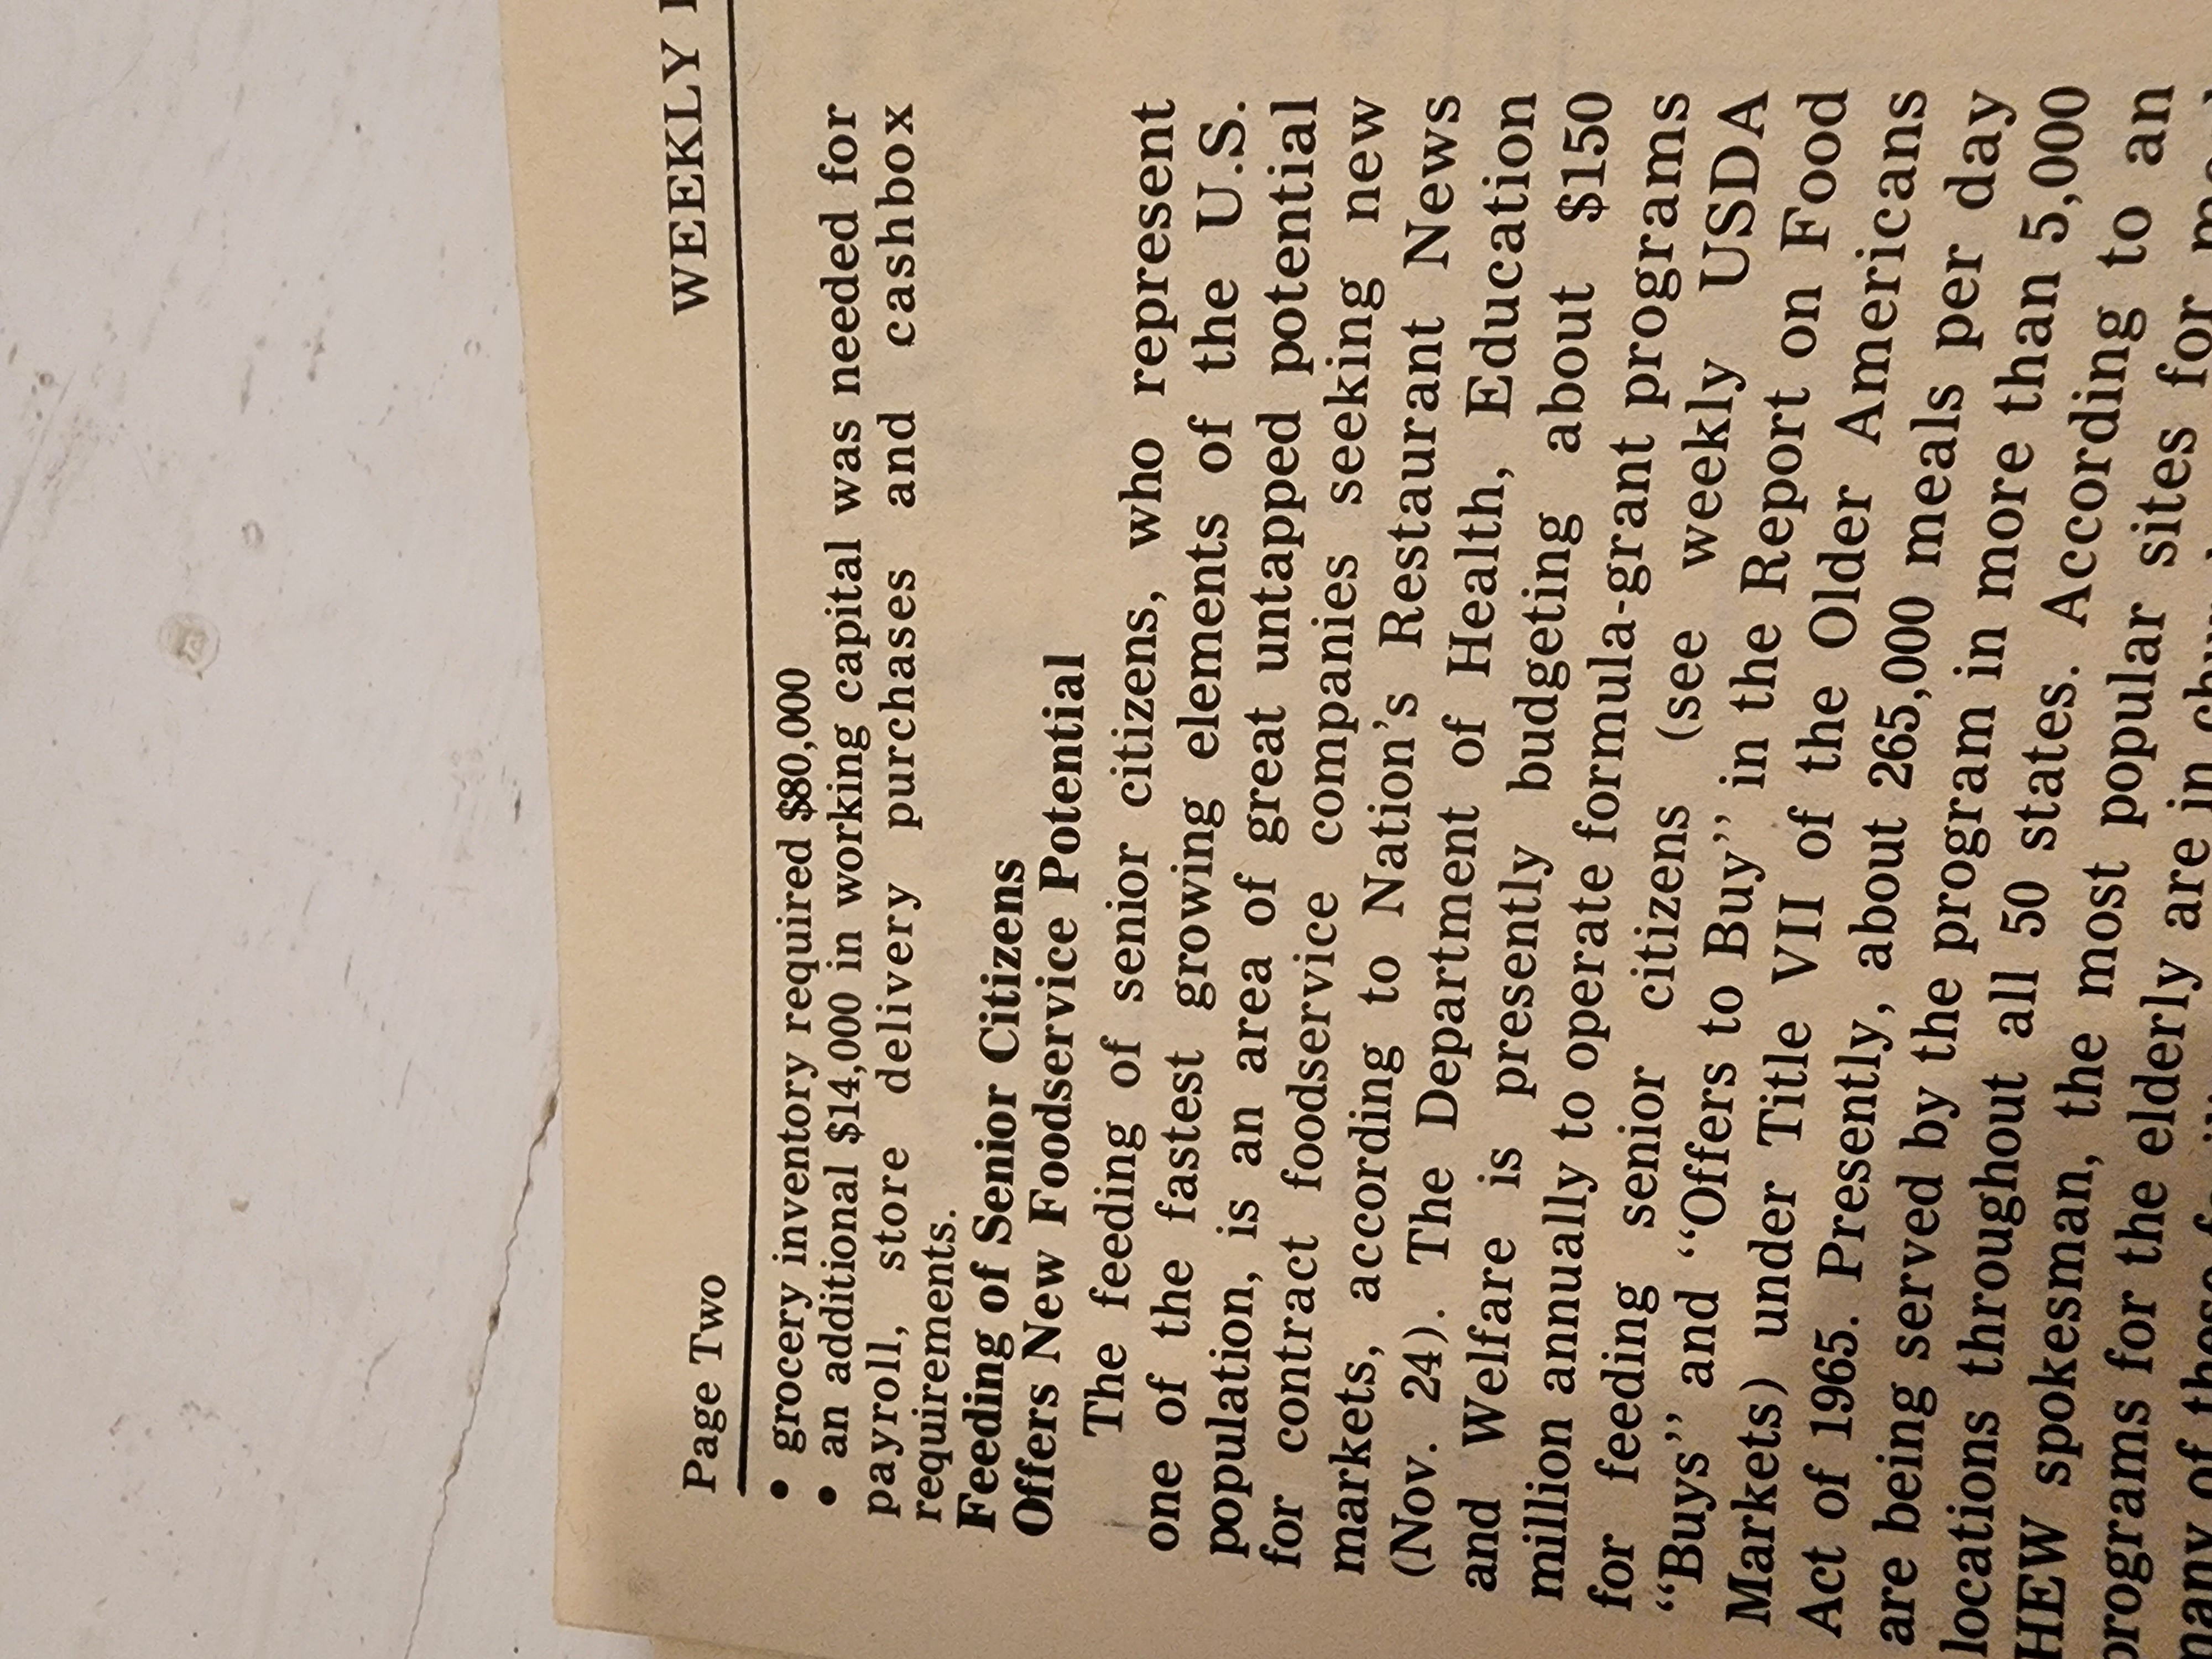 Page Two
WEEKLY
• grocery inventory required $80,000
• an additional $14,000 in working capital was needed for
payroll, store delivery purchases and cashbox
requirements.
Feeding of Senior Citizens
Offers New Foodservice Potential
The feeding of senior citizens, who represent
one of the fastest growing elements of the U.S.
population, is an area of great untapped potential
for contract foodservice companies seeking new
markets, according to Nation's Restaurant News
(Nov. 24). The Department of Health, Education
and Welfare is presently budgeting about $150
million annually to operate formula-grant programs
for feeding senior citizens (see weekly USDA
“Buys” and “Offers to Buy” in the Report on Food
Markets) under Title VII of the Older Americans
Act of 1965. Presently, about 265,000 meals per day
are being served by the program in more than 5,000
locations throughout all 50 states. According to an
HEW spokesman, the most popular sites for
programs for the elderly are in
many of these